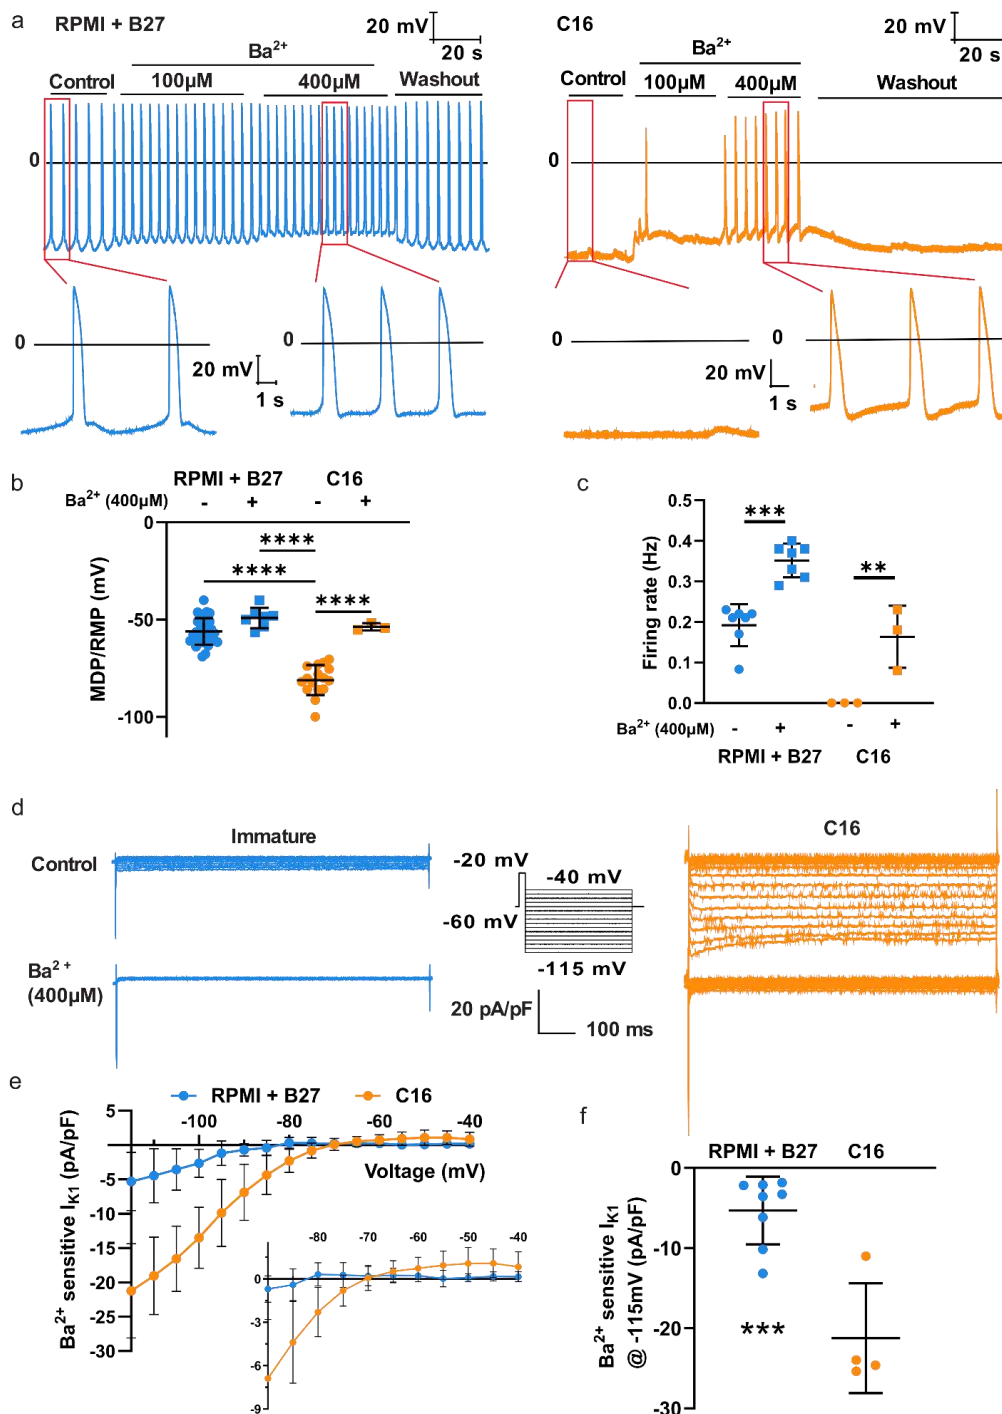 a
RPMI + B27
20 mV
20 s
Ba2+
Control
100µM
400µM
Washout
0
0
0
20 mV
1 s
C16
20 mV
20 s
Ba2+
Control
100µM
400µM
Washout
0
0
0
20 mV
1 s
b
RPMI + B27
C16
Ba2+ (400µM)
- + - +
MDP/RMP (mV)
0
-50
-100
****
****
****
c
Firing rate (Hz)
0.5
0.4
0.3
0.2
0.1
0.0
***
**
Ba2+ (400µM)
- + - +
RPMI + B27
C16
d
Immature
C16
Control
-20 mV
-40 mV
-60 mV
-115 mV
Ba2+
(400µM)
20 pA/pF
100 ms
e
RPMI + B27
C16
Ba2+ sensitive IK1 (pA/pF)
5
0
-5
-10
-15
-20
-25
-30
-100 -80 -60 -40
Voltage (mV)
-80 -70 -60 -50 -40
0
-3
-6
-9
f
RPMI + B27
C16
Ba2+ sensitive IK1
@ -115mV (pA/pF)
0
-10
-20
-30
***